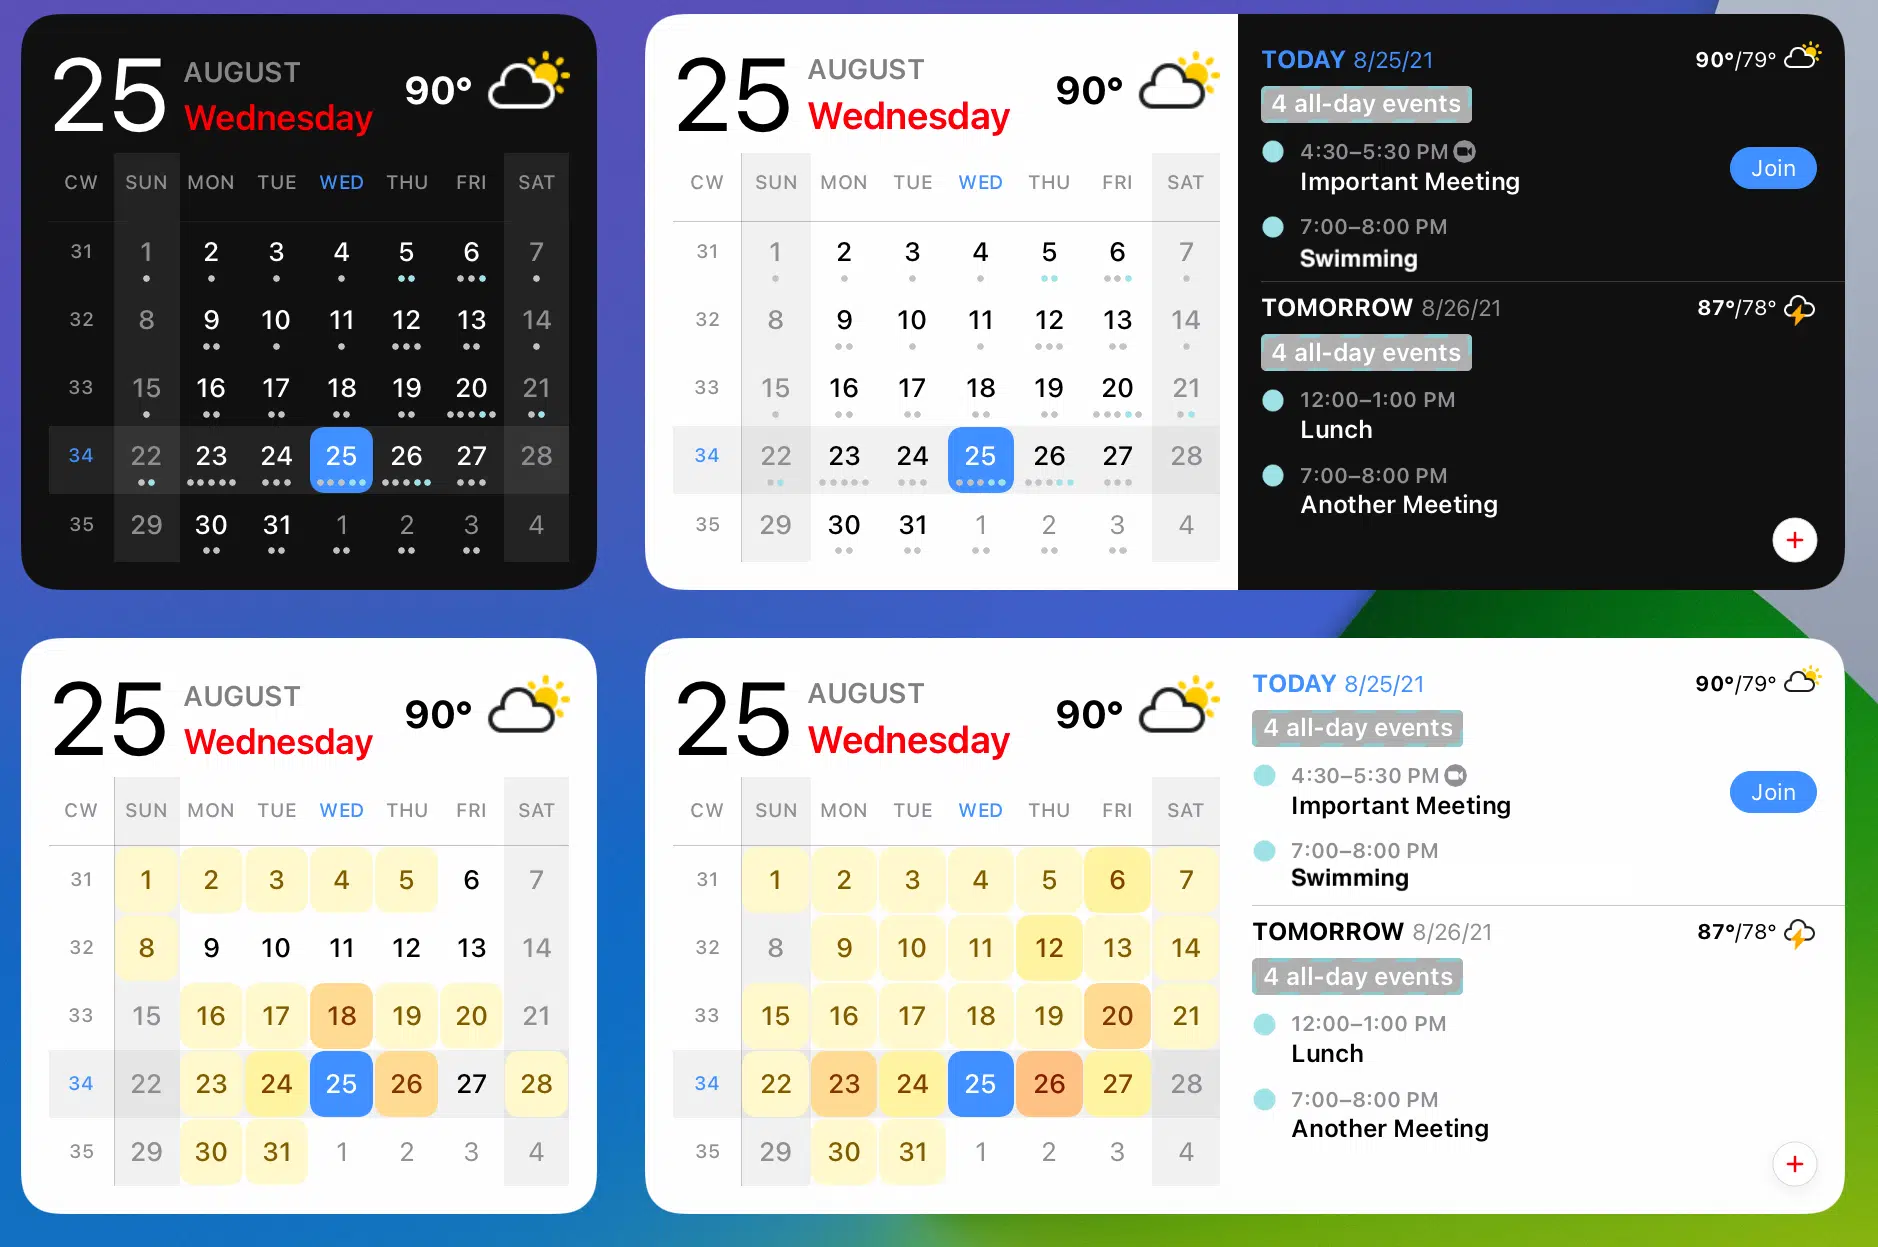 25 AUGUST
Wednesday
90°
CW SUN MON TUE WED THU FRI SAT
31 1 2 3 4 5 6 7
32 8 9 10 11 12 13 14
33 15 16 17 18 19 20 21
34 22 23 24 25 26 27 28
35 29 30 31 1 2 3 4
25 AUGUST
Wednesday
90°
CW SUN MON TUE WED THU FRI SAT
31 1 2 3 4 5 6 7
32 8 9 10 11 12 13 14
33 15 16 17 18 19 20 21
34 22 23 24 25 26 27 28
35 29 30 31 1 2 3 4
TODAY 8/25/21 90°/79°
4 all-day events
4:30–5:30 PM
Important Meeting
Join
7:00–8:00 PM
Swimming
TOMORROW 8/26/21 87°/78°
4 all-day events
12:00–1:00 PM
Lunch
7:00–8:00 PM
Another Meeting
+
25 AUGUST
Wednesday
90°
CW SUN MON TUE WED THU FRI SAT
31 1 2 3 4 5 6 7
32 8 9 10 11 12 13 14
33 15 16 17 18 19 20 21
34 22 23 24 25 26 27 28
35 29 30 31 1 2 3 4
25 AUGUST
Wednesday
90°
CW SUN MON TUE WED THU FRI SAT
31 1 2 3 4 5 6 7
32 8 9 10 11 12 13 14
33 15 16 17 18 19 20 21
34 22 23 24 25 26 27 28
35 29 30 31 1 2 3 4
TODAY 8/25/21 90°/79°
4 all-day events
4:30–5:30 PM
Important Meeting
Join
7:00–8:00 PM
Swimming
TOMORROW 8/26/21 87°/78°
4 all-day events
12:00–1:00 PM
Lunch
7:00–8:00 PM
Another Meeting
+